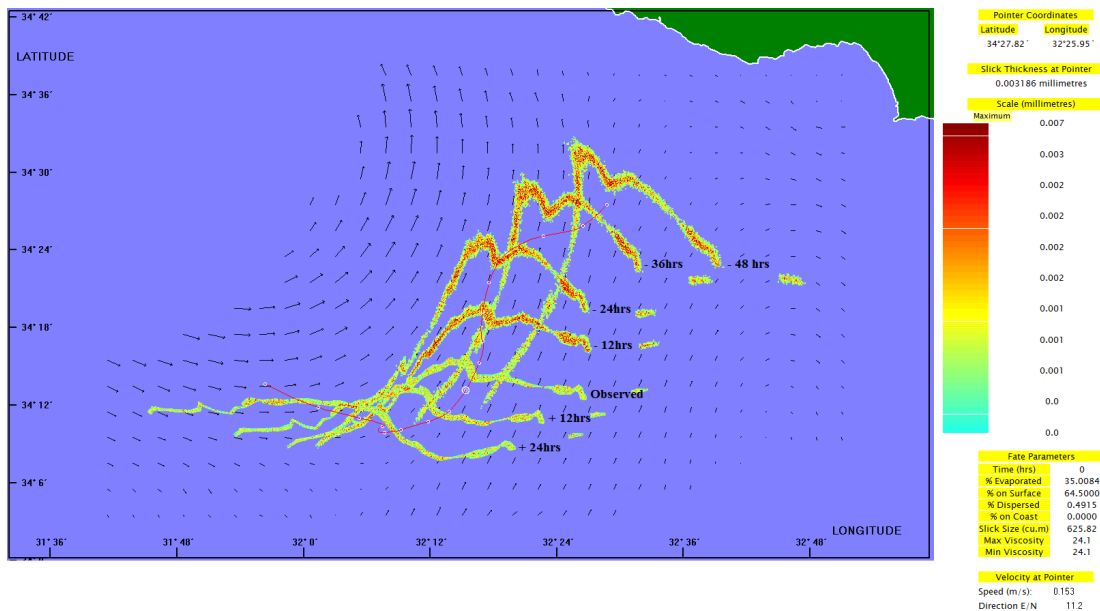 34° 42'
LATITUDE
34° 36'
34° 30'
34° 24'
34° 18'
34° 12'
34° 6'
- 36hrs
- 48 hrs
- 24hrs
- 12hrs
Observed
+ 12hrs
+ 24hrs
LONGITUDE
31° 36' 31° 48' 32° 0' 32° 12' 32° 24' 32° 36' 32° 48'
Pointer Coordinates
Latitude Longitude
34°27.82` 32°25.95`
Slick Thickness at Pointer
0.003186 millimetres
Scale (millimetres)
Maximum
0.007
0.003
0.002
0.002
0.002
0.002
0.001
0.001
0.001
0.0
0.0
Fate Parameters
Time (hrs) 0
% Evaporated 35.0084
% on Surface 64.5000
% Dispersed 0.4915
% on Coast 0.0000
Slick Size (cu.m) 625.82
Max Viscosity 24.1
Min Viscosity 24.1
Velocity at Pointer
Speed (m/s): 0.153
Direction E/N 11.2